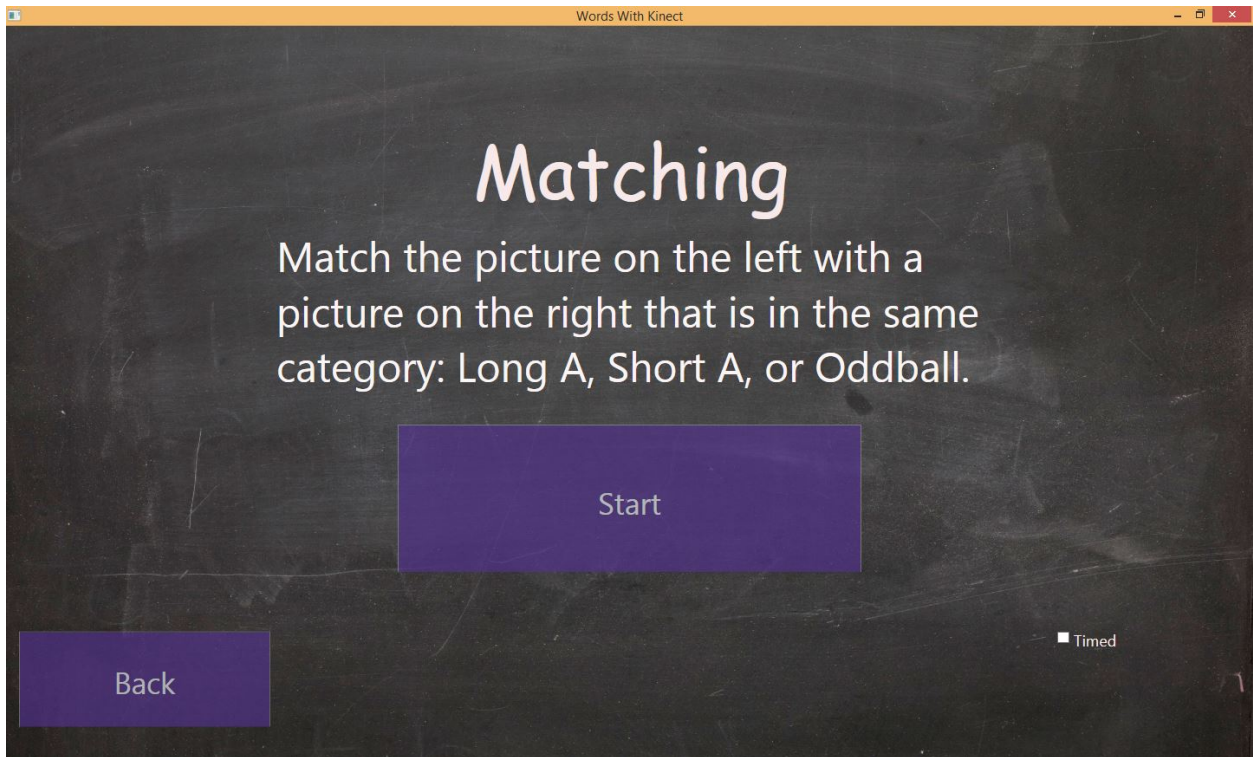 Words With Kinect
Matching
Match the picture on the left with a
picture on the right that is in the same
category: Long A, Short A, or Oddball.
Start
Timed
Back